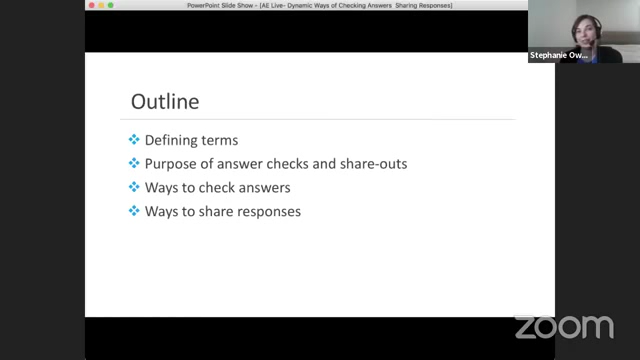 PowerPoint Slide Show - [AE Live- Dynamic Ways of Checking Answers Sharing Responses]
Stephanie Ow...
Outline
Defining terms
Purpose of answer checks and share-outs
Ways to check answers
Ways to share responses
zoom